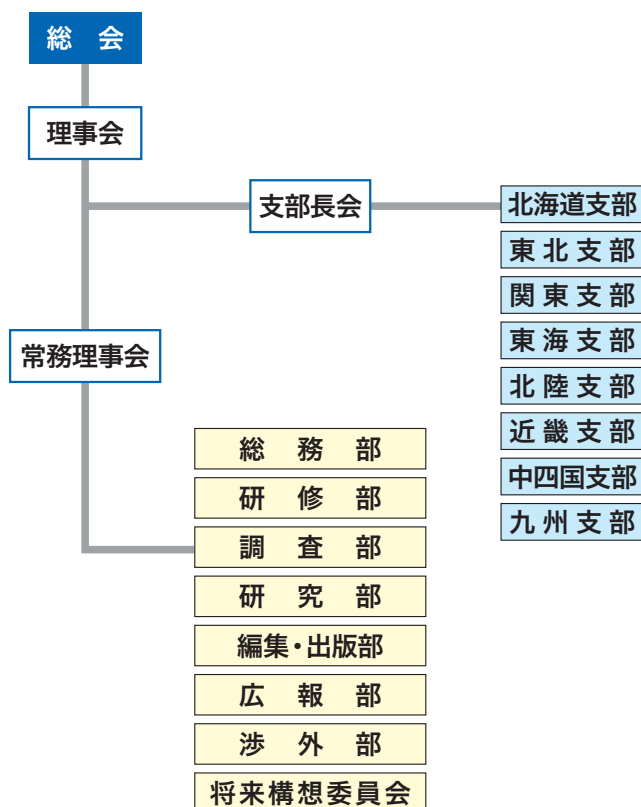 総会
理事会
支部長会
北海道支部
東北支部
関東支部
常務理事会
東海支部
北陸支部
近畿支部
中四国支部
九州支部
総務部
研修部
調査部
研究部
編集・出版部
広報部
渉外部
将来構想委員会